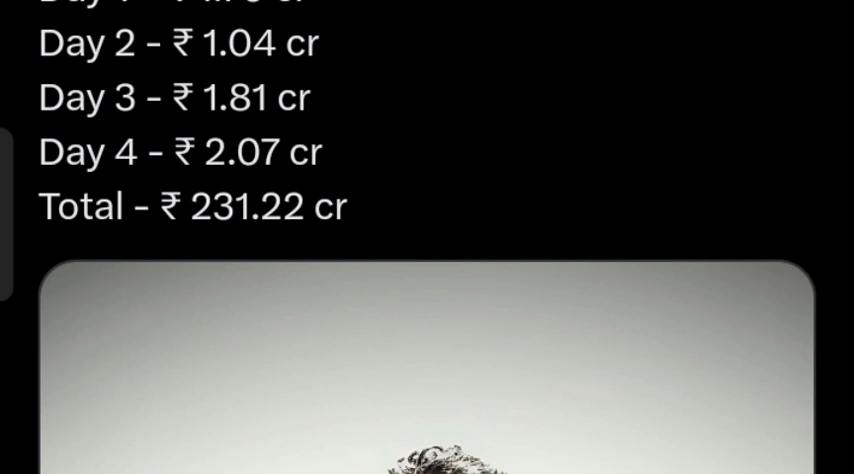 Day 2 - ₹ 1.04 cr
Day 3 - ₹ 1.81 cr
Day 4 - ₹ 2.07 cr
Total - ₹ 231.22 cr